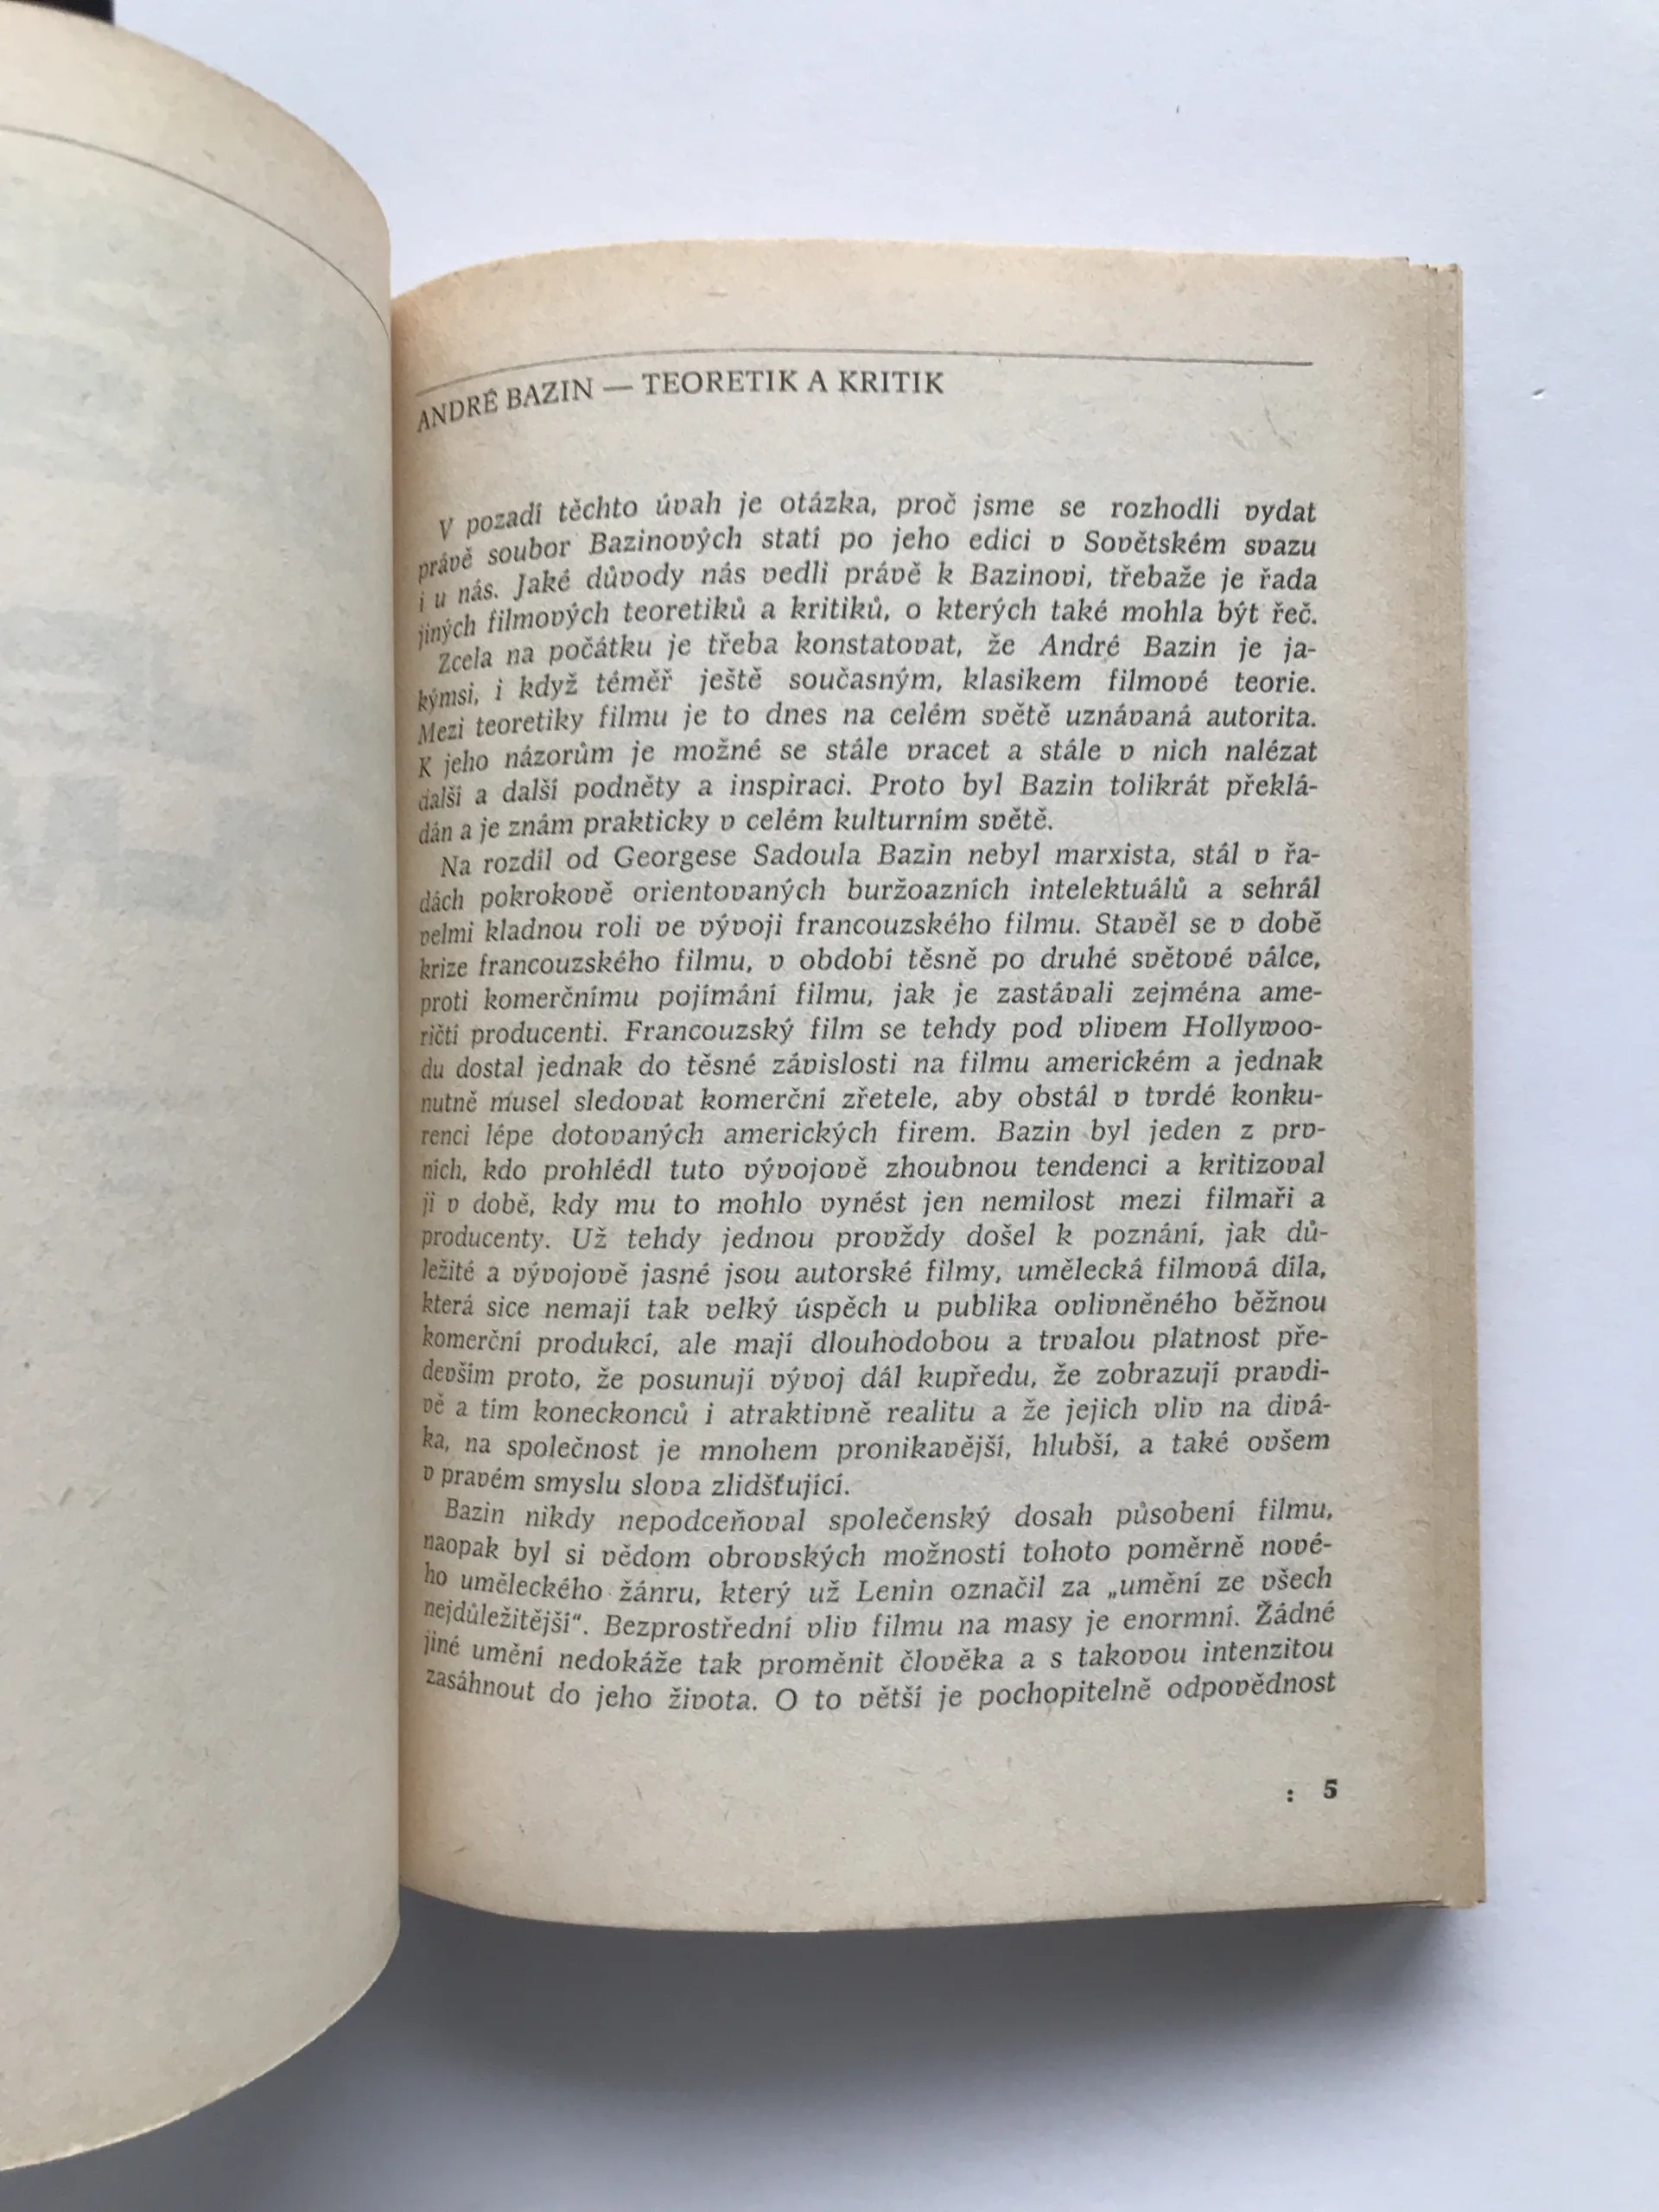 ANDRÉ BAZIN — TEORETIK A KRITIK
V pozadí těchto úvah je otázka, proč jsme se rozhodli vydat
právě soubor Bazinových statí po jeho edici v Sovětském svazu
i u nás. Jaké důvody nás vedli právě k Bazinovi, třebaže je řada
jiných filmových teoretiků a kritiků, o kterých také mohla být řeč.
Zcela na počátku je třeba konstatovat, že André Bazin je ja-
kýmsi, i když téměř ještě současným, klasikem filmové teorie.
Mezi teoretiky filmu je to dnes na celém světě uznávaná autorita.
K jeho názorům je možné se stále vracet a stále v nich nalézat
další a další podněty a inspiraci. Proto byl Bazin tolikrát překlá-
dán a je znám prakticky v celém kulturním světě.
Na rozdíl od Georgese Sadoula Bazin nebyl marxista, stál v řa-
dách pokrokově orientovaných buržoazních intelektuálů a sehrál
velmi kladnou roli ve vývoji francouzského filmu. Stavěl se v době
krize francouzského filmu, v období těsně po druhé světové válce,
proti komerčnímu pojímání filmu, jak je zastávali zejména ame-
ričtí producenti. Francouzský film se tehdy pod vlivem Hollywoo-
du dostal jednak do těsné závislosti na filmu americkém a jednak
nutně musel sledovat komerční zřetele, aby obstál v tvrdé konku-
renci lépe dotovaných amerických firem. Bazin byl jeden z prv-
ních, kdo prohlédl tuto vývojově zhoubnou tendenci a kritizoval
ji v době, kdy mu to mohlo vynést jen nemilost mezi filmaři a
producenty. Už tehdy jednou provždy došel k poznání, jak dů-
ležité a vývojově jasné jsou autorské filmy, umělecká filmová díla,
která sice nemají tak velký úspěch u publika ovlivněného běžnou
komerční produkcí, ale mají dlouhodobou a trvalou platnost pře-
devším proto, že posunují vývoj dál kupředu, že zobrazují pravdi-
vě a tím koneckonců i atraktivně realitu a že jejich vliv na divá-
ka, na společnost je mnohem pronikavější, hlubší, a také ovšem
v pravém smyslu slova zlidšťující.
Bazin nikdy nepodceňoval společenský dosah působení filmu,
naopak byl si vědom obrovských možností tohoto poměrně nové-
ho uměleckého žánru, který už Lenin označil za „umění ze všech
nejdůležitější“. Bezprostřední vliv filmu na masy je enormní. Žádné
jiné umění nedokáže tak proměnit člověka a s takovou intenzitou
zasáhnout do jeho života. O to větší je pochopitelně odpovědnost
: 5